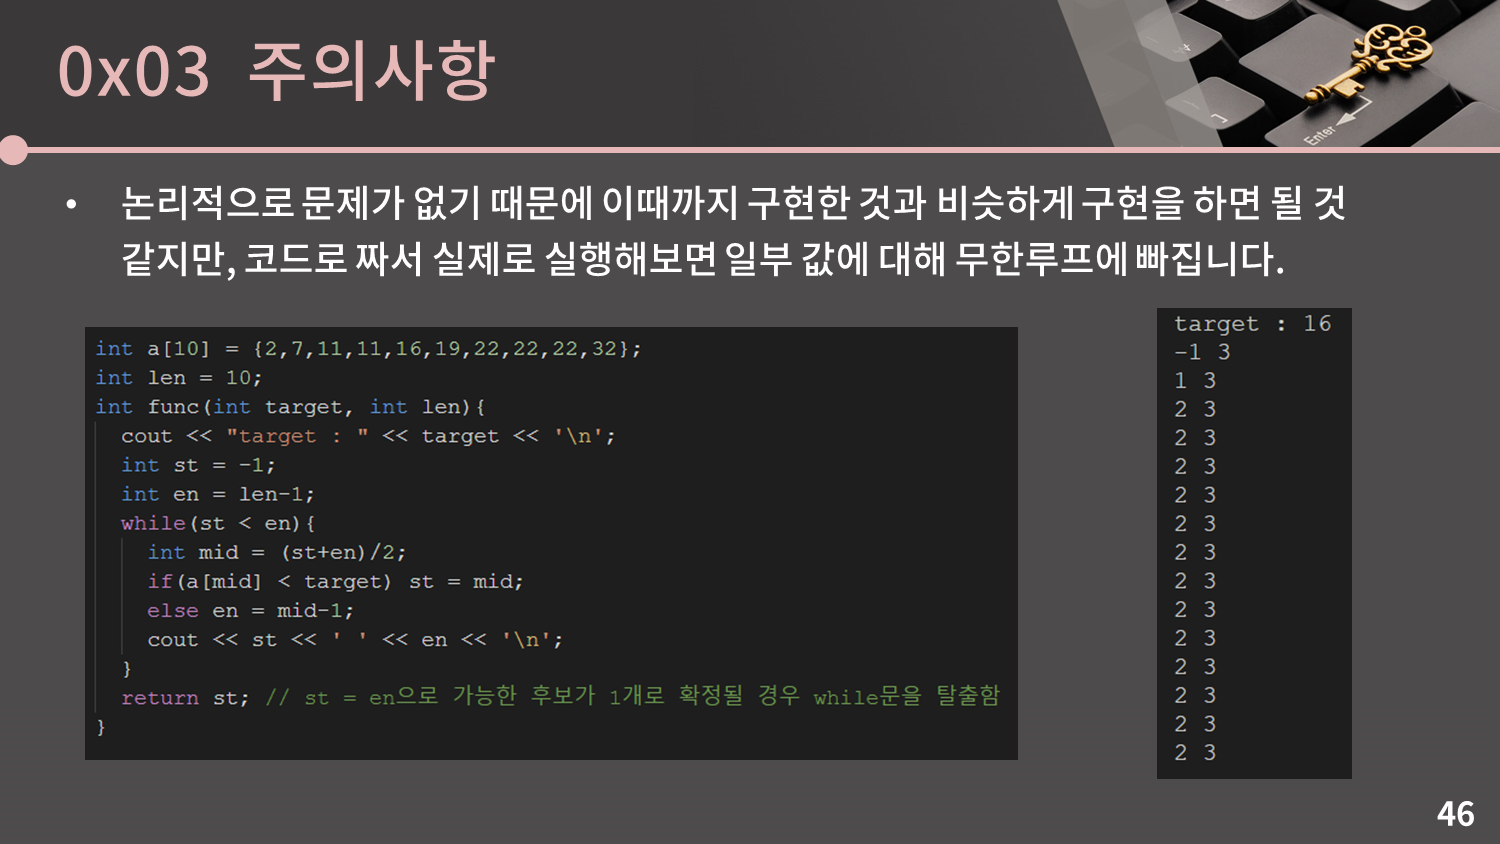 0x03 주의사항
• 논리적으로 문제가 없기 때문에 이때까지 구현한 것과 비슷하게 구현을 하면 될 것
같지만, 코드로 짜서 실제로 실행해보면 일부 값에 대해 무한루프에 빠집니다.
int a[10] = {2,7,11,11,16,19,22,22,22,32};
int len = 10;
int func(int target, int len){
cout << "target : " << target << '\n';
int st = -1;
int en = len-1;
while(st < en){
int mid = (st+en)/2;
if(a[mid] < target) st = mid;
else en = mid-1;
cout << st << ' ' << en << '\n';
}
return st; // st = en으로 가능한 후보가 1개로 확정될 경우 while문을 탈출함
}
target : 16
-1 3
1 3
2 3
2 3
2 3
2 3
2 3
2 3
2 3
2 3
2 3
2 3
2 3
2 3
2 3
Enter
46